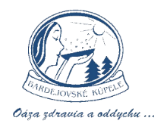 BARDEJOVSKÉ KÚPELE
Oáza zdravia a oddychu ...